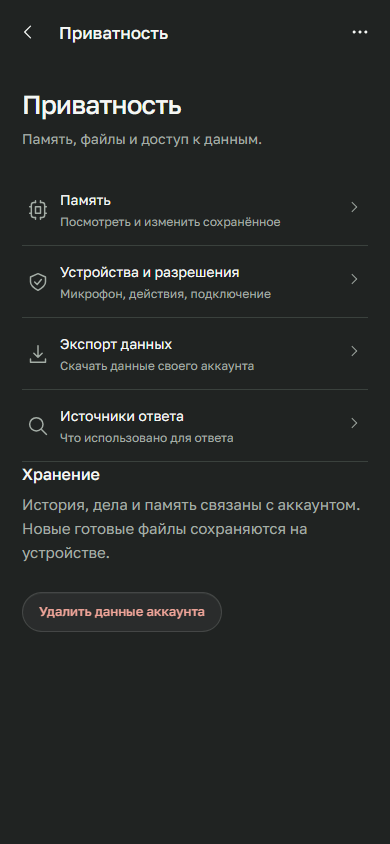 Приватность
Приватность
Память, файлы и доступ к данным.
Память
Посмотреть и изменить сохранённое
Устройства и разрешения
Микрофон, действия, подключение
Экспорт данных
Скачать данные своего аккаунта
Источники ответа
Что использовано для ответа
Хранение
История, дела и память связаны с аккаунтом.
Новые готовые файлы сохраняются на
устройстве.
Удалить данные аккаунта